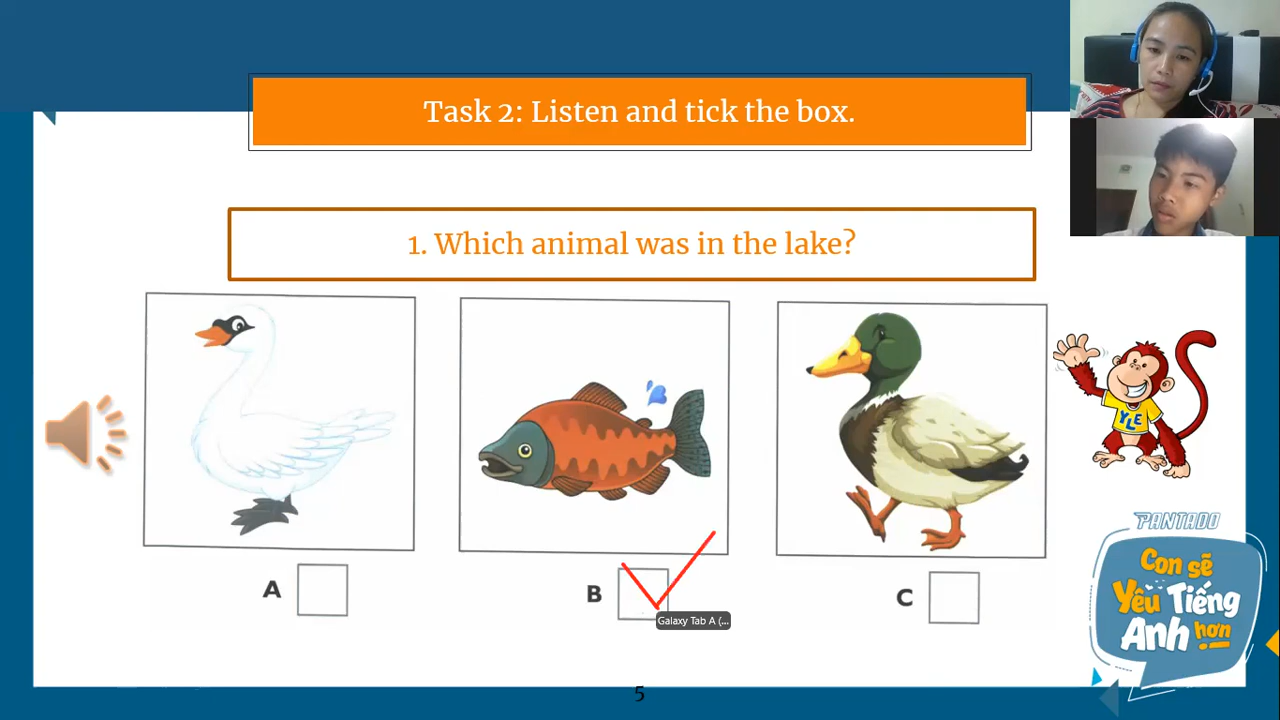 Task 2: Listen and tick the box.
1. Which animal was in the lake?
YLE
A
B
C
Galaxy Tab A (...
PANTADO
Con sẽ
Yêu Tiếng
Anh hơn
5